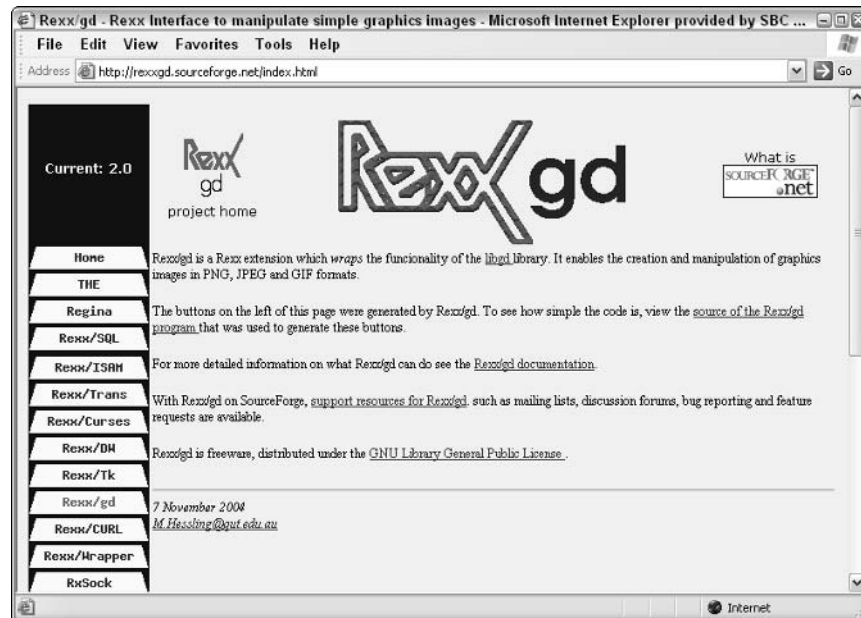 Rexx/gd - Rexx Interface to manipulate simple graphics images - Microsoft Internet Explorer provided by SBC ...
File Edit View Favorites Tools Help
Address http://rexxgd.sourceforge.net/index.html Go
Current: 2.0
Rexx
gd
project home
Rexx gd
What is
SOURCEFORGE
.net
Home
THE
Regina
Rexx/SQL
Rexx/ISAM
Rexx/Trans
Rexx/Curses
Rexx/DW
Rexx/Tk
Rexx/gd
Rexx/CURL
Rexx/Wrapper
RxSock
Rexx/gd is a Rexx extension which wraps the funcionality of the libgd library. It enables the creation and manipulation of graphics
images in PNG, JPEG and GIF formats.
The buttons on the left of this page were generated by Rexx/gd. To see how simple the code is, view the source of the Rexx/gd
program that was used to generate these buttons.
For more detailed information on what Rexx/gd can do see the Rexx/gd documentation.
With Rexx/gd on SourceForge, support resources for Rexx/gd. such as mailing lists, discussion forums, bug reporting and feature
requests are available.
Rexx/gd is freeware, distributed under the GNU Library General Public License .
7 November 2004
M.Hessling@qut.edu.au
Internet